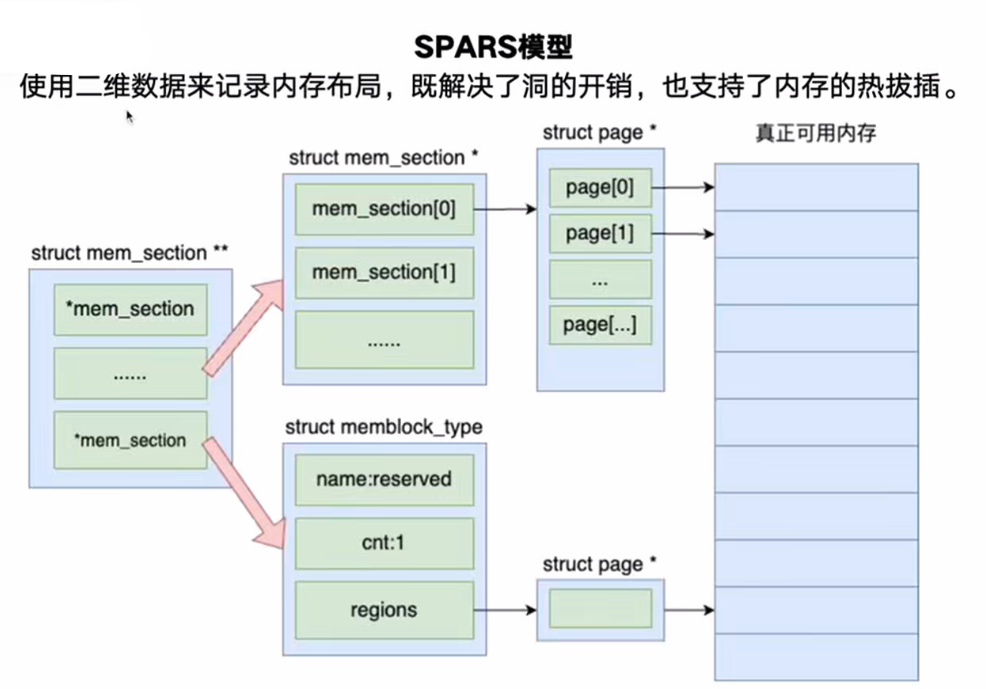 SPARS模型
使用二维数据来记录内存布局，既解决了洞的开销，也支持了内存的热拔插。
struct mem_section **
*mem_section
......
*mem_section
struct mem_section *
mem_section[0]
mem_section[1]
......
struct memblock_type
name:reserved
cnt:1
regions
struct page *
page[0]
page[1]
...
page[...]
struct page *
真正可用内存